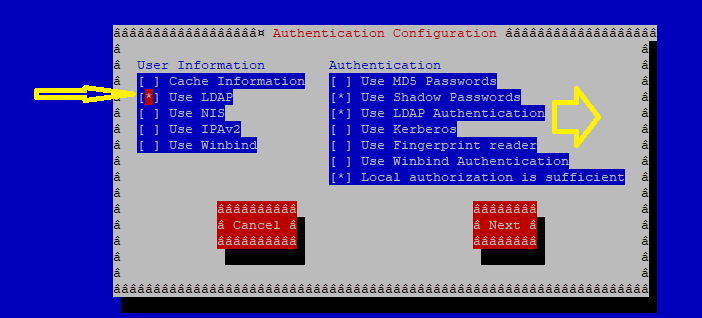 âââââââââââââââââââ¤ Authentication Configuration âââââââââââââââââââ
â â
â User Information Authentication â
â [ ] Cache Information [ ] Use MD5 Passwords â
â [*] Use LDAP [*] Use Shadow Passwords â
â [ ] Use NIS [*] Use LDAP Authentication â
â [ ] Use IPAv2 [ ] Use Kerberos â
â [ ] Use Winbind [ ] Use Fingerprint reader â
â [ ] Use Winbind Authentication â
â [*] Local authorization is sufficient â
â â
â ââââââââââ ââââââââ â
â â Cancel â â Next â â
â ââââââââââ ââââââââ â
â â
â â
âââââââââââââââââââââââââââââââââââââââââââââââââââââââââââââââââââ